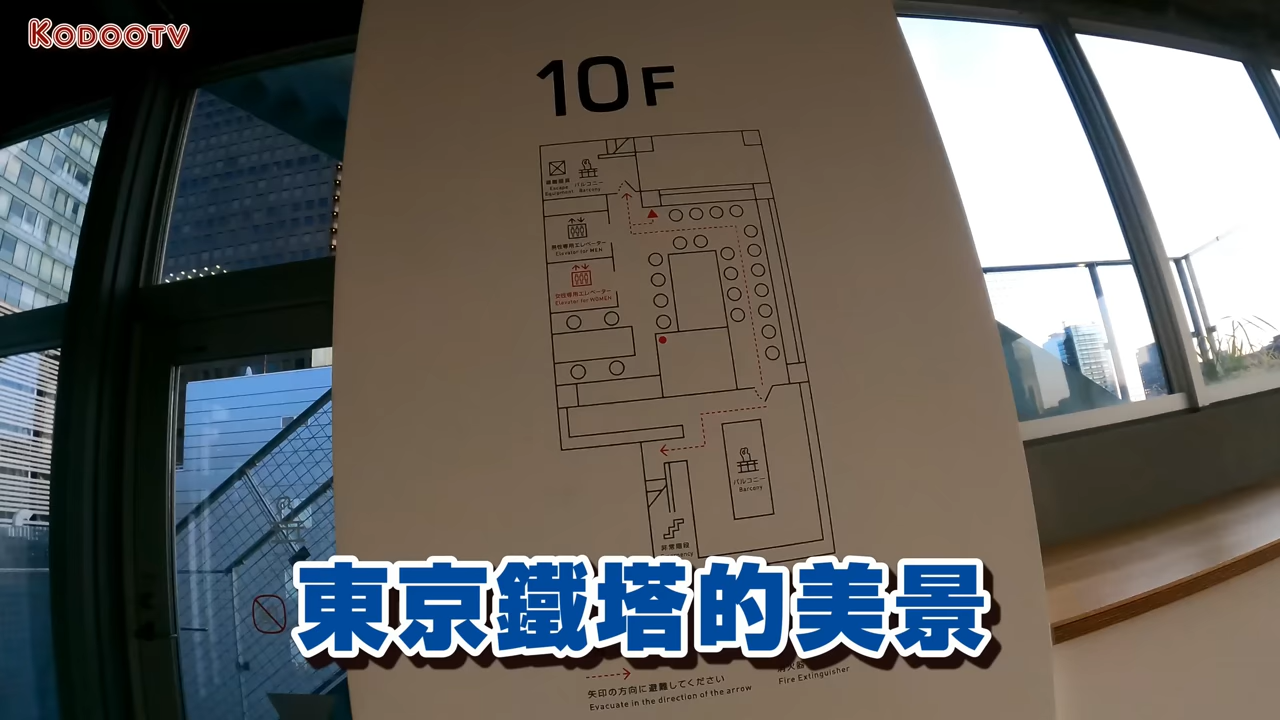 KODOOTV
10F
避難器具
Escape
Equipment
バルコニー
Barcony
男性専用エレベーター
Elevator for MEN
女性専用エレベーター
Elevator for WOMEN
バルコニー
Barcony
非常階段
東京鐵塔的美景
矢印の方向に避難してください
Evacuate in the direction of the arrow
消火器
Fire Extinguisher